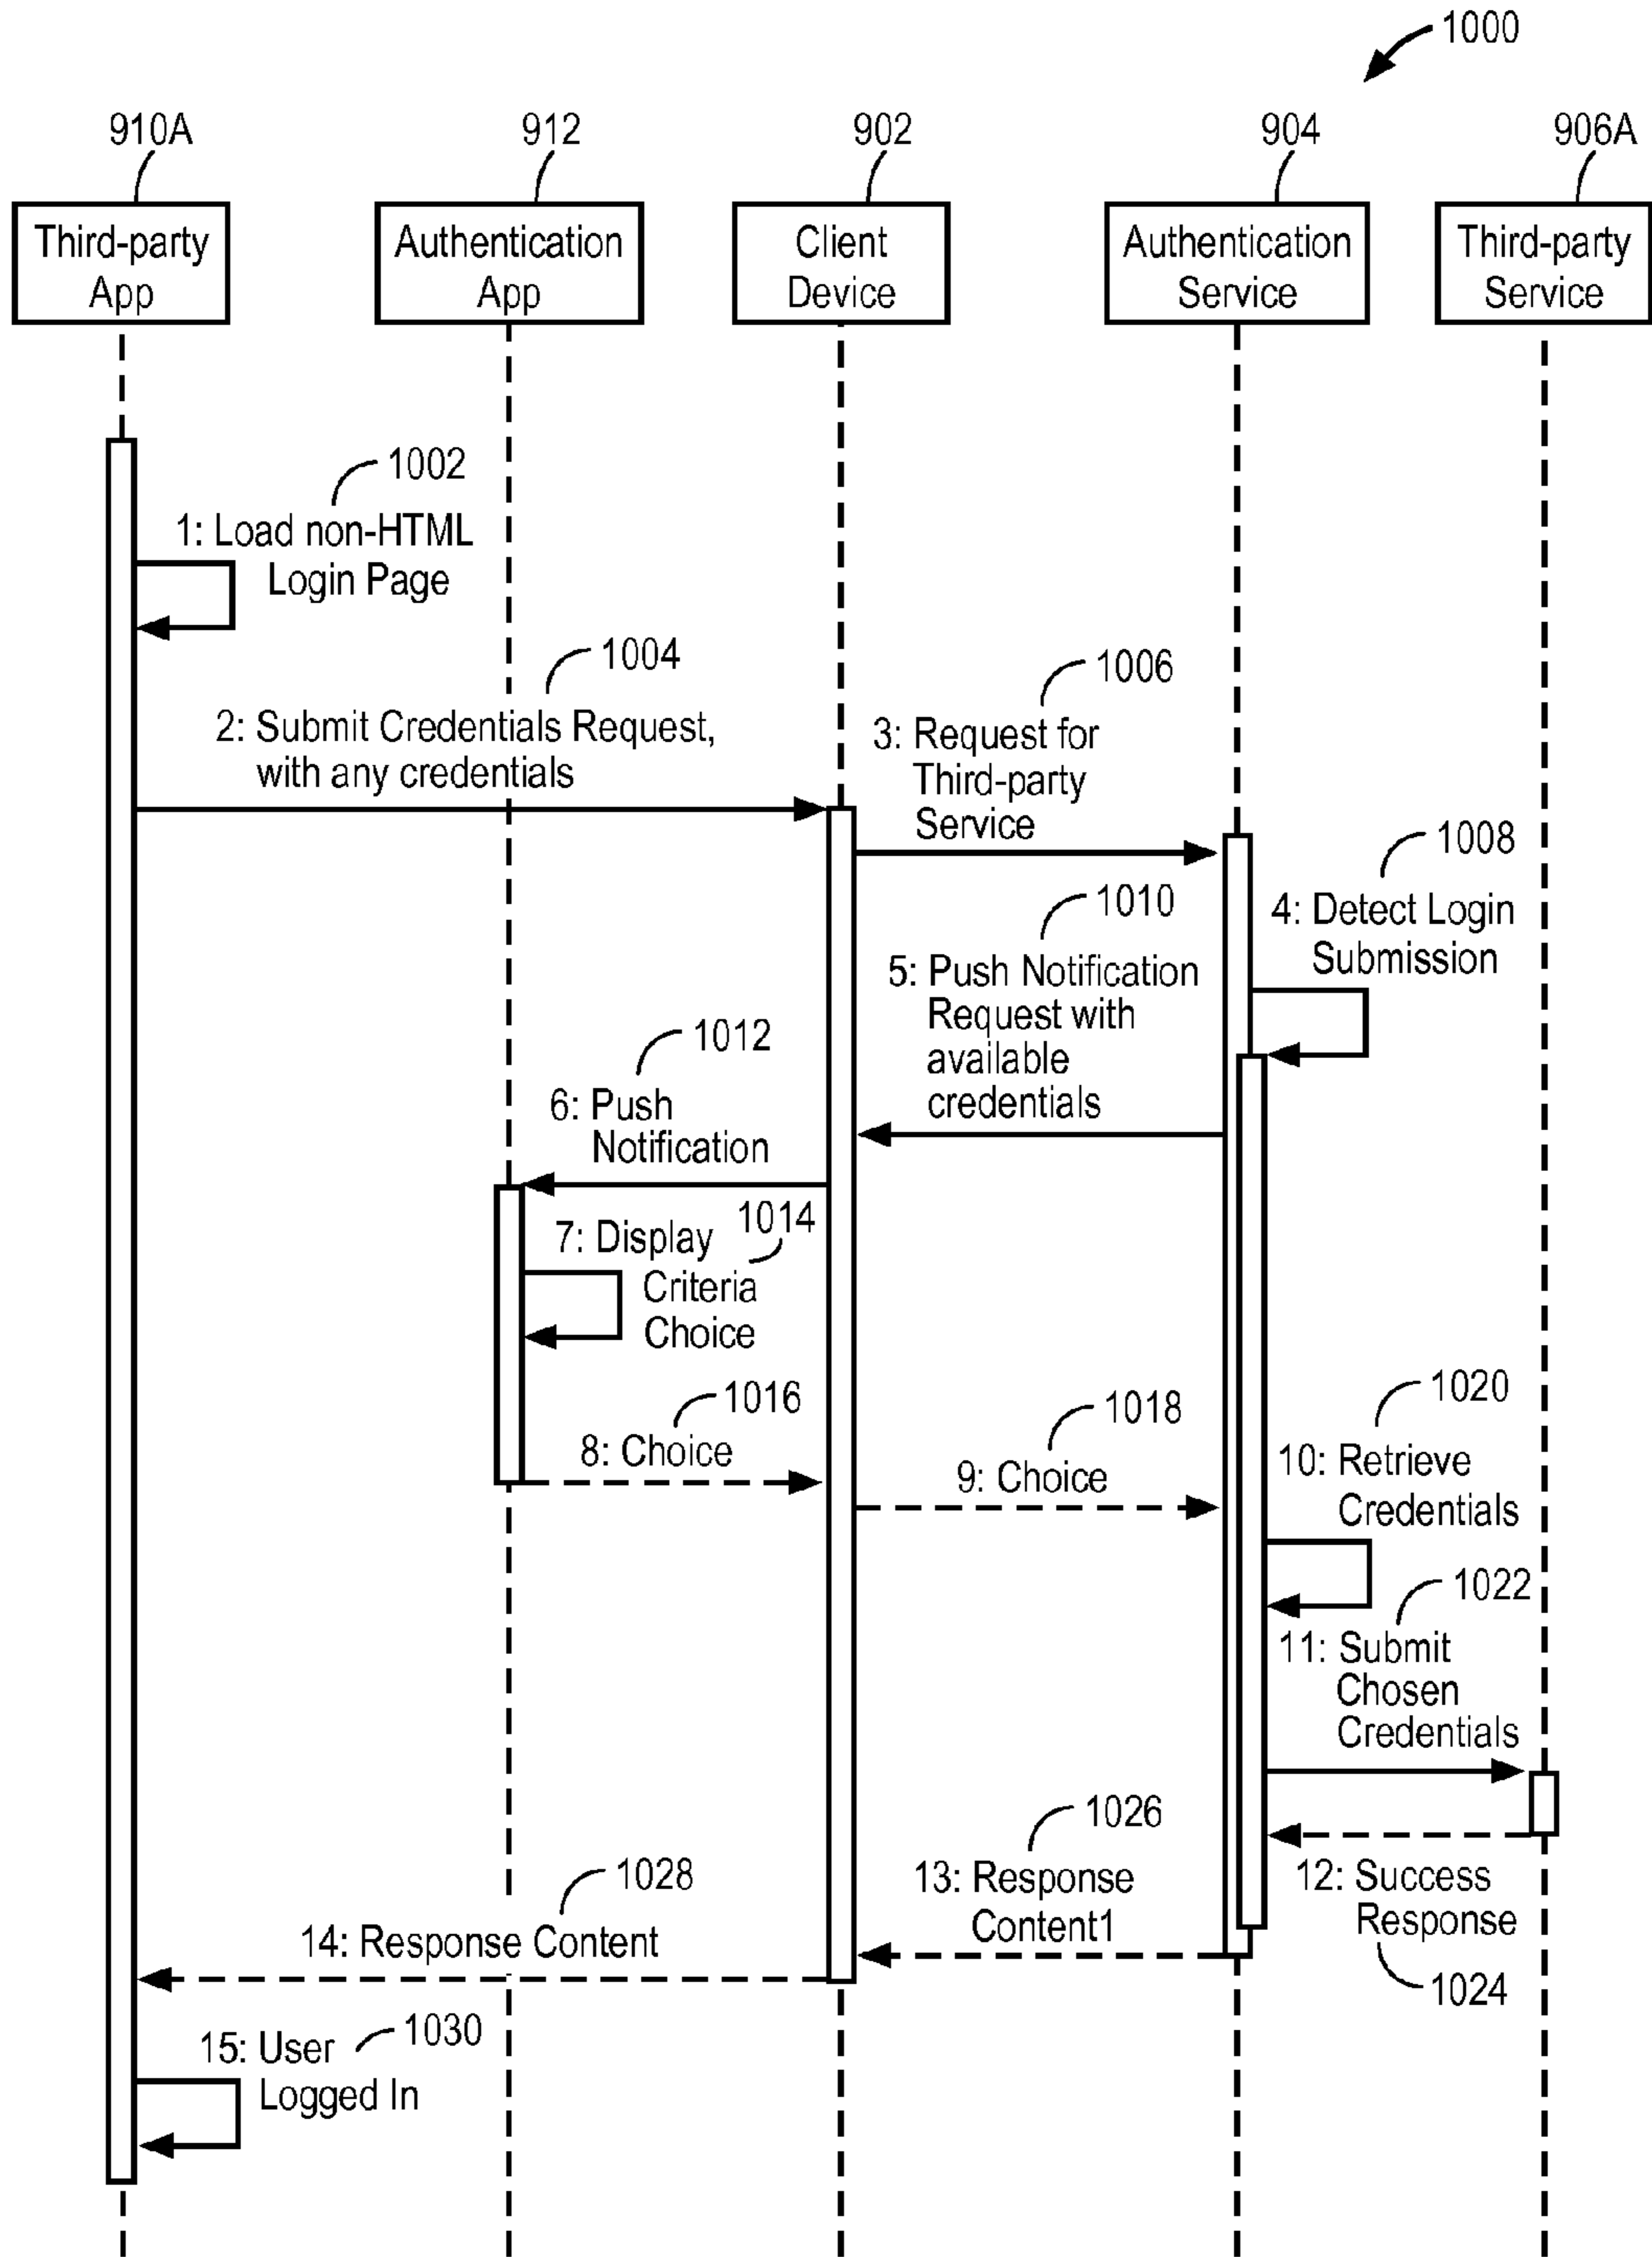 1000
910A
912
902
904
906A
Third-party
App
Authentication
App
Client
Device
Authentication
Service
Third-party
Service
1002
1: Load non-HTML
Login Page
1004
2: Submit Credentials Request,
with any credentials
1006
3: Request for
Third-party
Service
1008
4: Detect Login
Submission
1010
5: Push Notification
Request with
available
credentials
1012
6: Push
Notification
1014
7: Display
Criteria
Choice
1016
8: Choice
1018
9: Choice
1020
10: Retrieve
Credentials
1022
11: Submit
Chosen
Credentials
12: Success
Response
1024
1026
13: Response
Content1
1028
14: Response Content
1030
15: User
Logged In